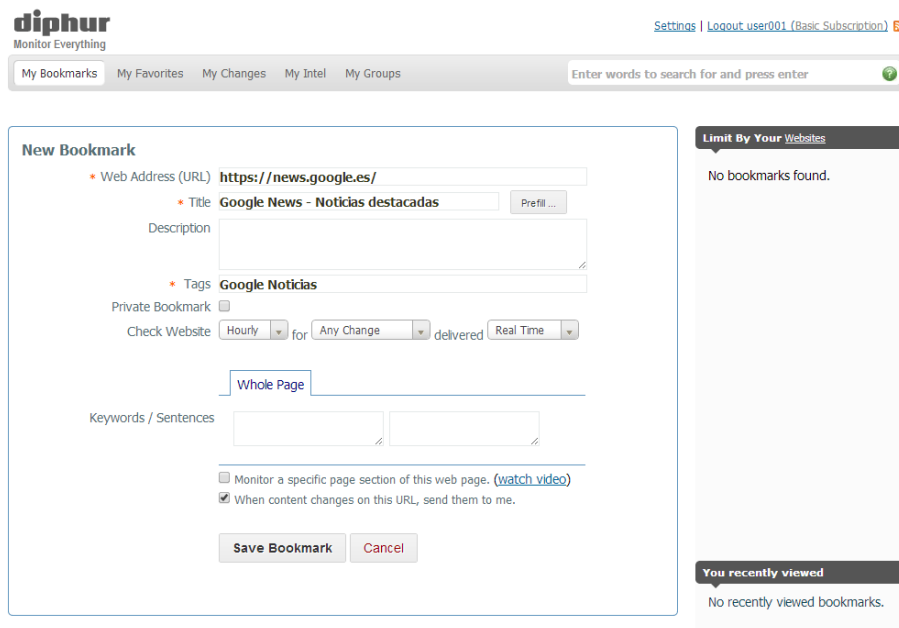 diphur
Monitor Everything
Settings | Logout user001 (Basic Subscription)
My Bookmarks My Favorites My Changes My Intel My Groups
Enter words to search for and press enter ?
New Bookmark
* Web Address (URL) https://news.google.es/
* Title Google News - Noticias destacadas Prefill ...
Description
* Tags Google Noticias
Private Bookmark
Check Website Hourly for Any Change delivered Real Time
Whole Page
Keywords / Sentences
Monitor a specific page section of this web page. (watch video)
When content changes on this URL, send them to me.
Save Bookmark Cancel
Limit By Your Websites
No bookmarks found.
You recently viewed
No recently viewed bookmarks.